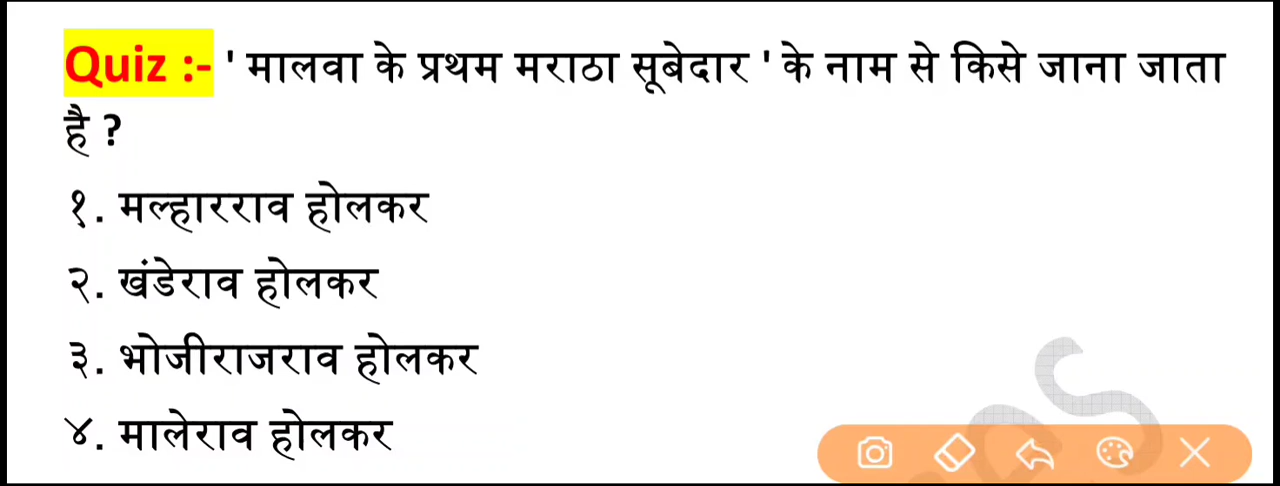 Quiz :- ' मालवा के प्रथम मराठा सूबेदार ' के नाम से किसे जाना जाता
है ?
१. मल्हारराव होलकर
२. खंडेराव होलकर
३. भोजीराजराव होलकर
४. मालेराव होलकर